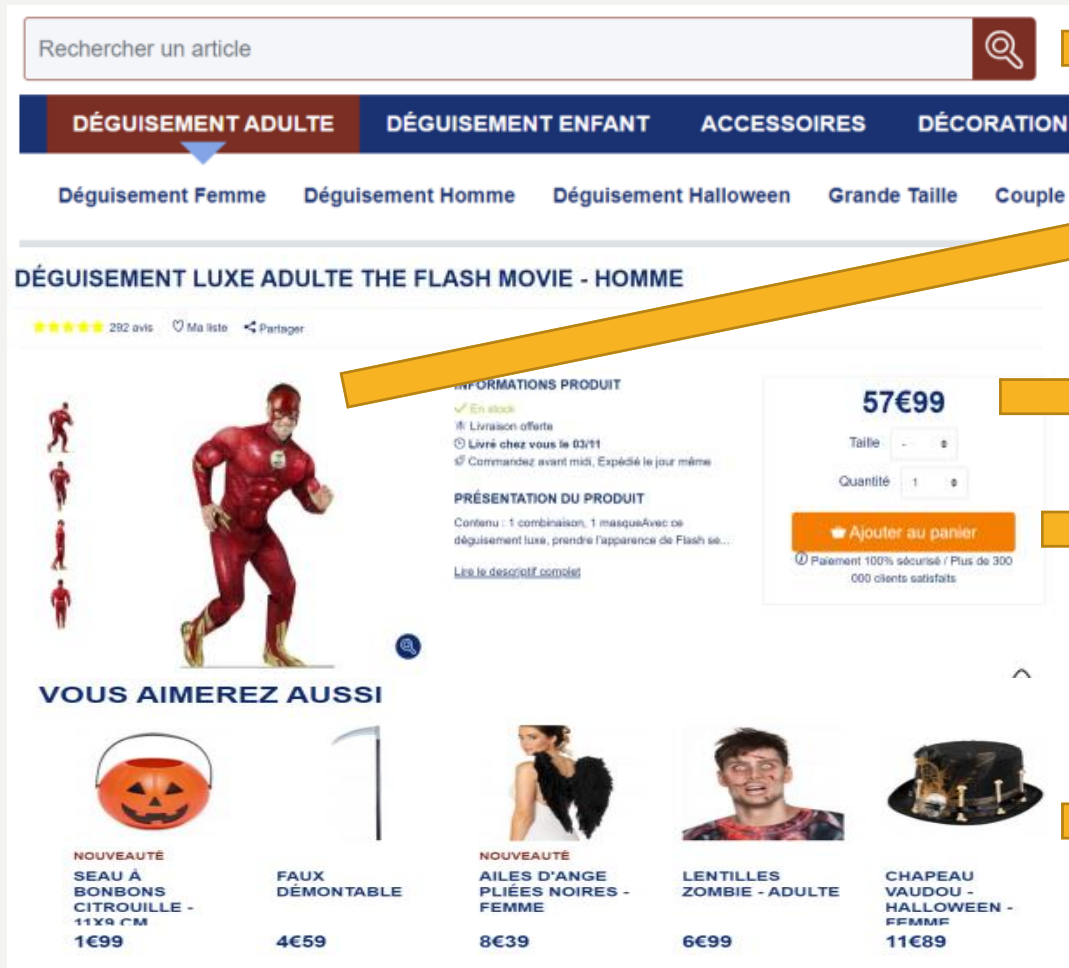 Rechercher un article
DÉGUISEMENT ADULTE DÉGUISEMENT ENFANT ACCESSOIRES DÉCORATION
Déguisement Femme Déguisement Homme Déguisement Halloween Grande Taille Couple
DÉGUISEMENT LUXE ADULTE THE FLASH MOVIE - HOMME
292 avis Ma liste Partager
INFORMATIONS PRODUIT
En stock
Livraison offerte
Livré chez vous le 03/11
Commandez avant midi, Expédié le jour même
PRÉSENTATION DU PRODUIT
Contenu : 1 combinaison, 1 masqueAvec ce
déguisement luxe, prendre l'apparence de Flash se...
Lire le descriptif complet
57€99
Taille -
Quantité 1
Ajouter au panier
Paiement 100% sécurisé / Plus de 300
000 clients satisfaits
VOUS AIMEREZ AUSSI
NOUVEAUTÉ
SEAU À
BONBONS
CITROUILLE -
11X9 CM
1€99
FAUX
DÉMONTABLE
4€59
NOUVEAUTÉ
AILES D'ANGE
PLIÉES NOIRES -
FEMME
8€39
LENTILLES
ZOMBIE - ADULTE
6€99
CHAPEAU
VAUDOU -
HALLOWEEN -
FEMME
11€89